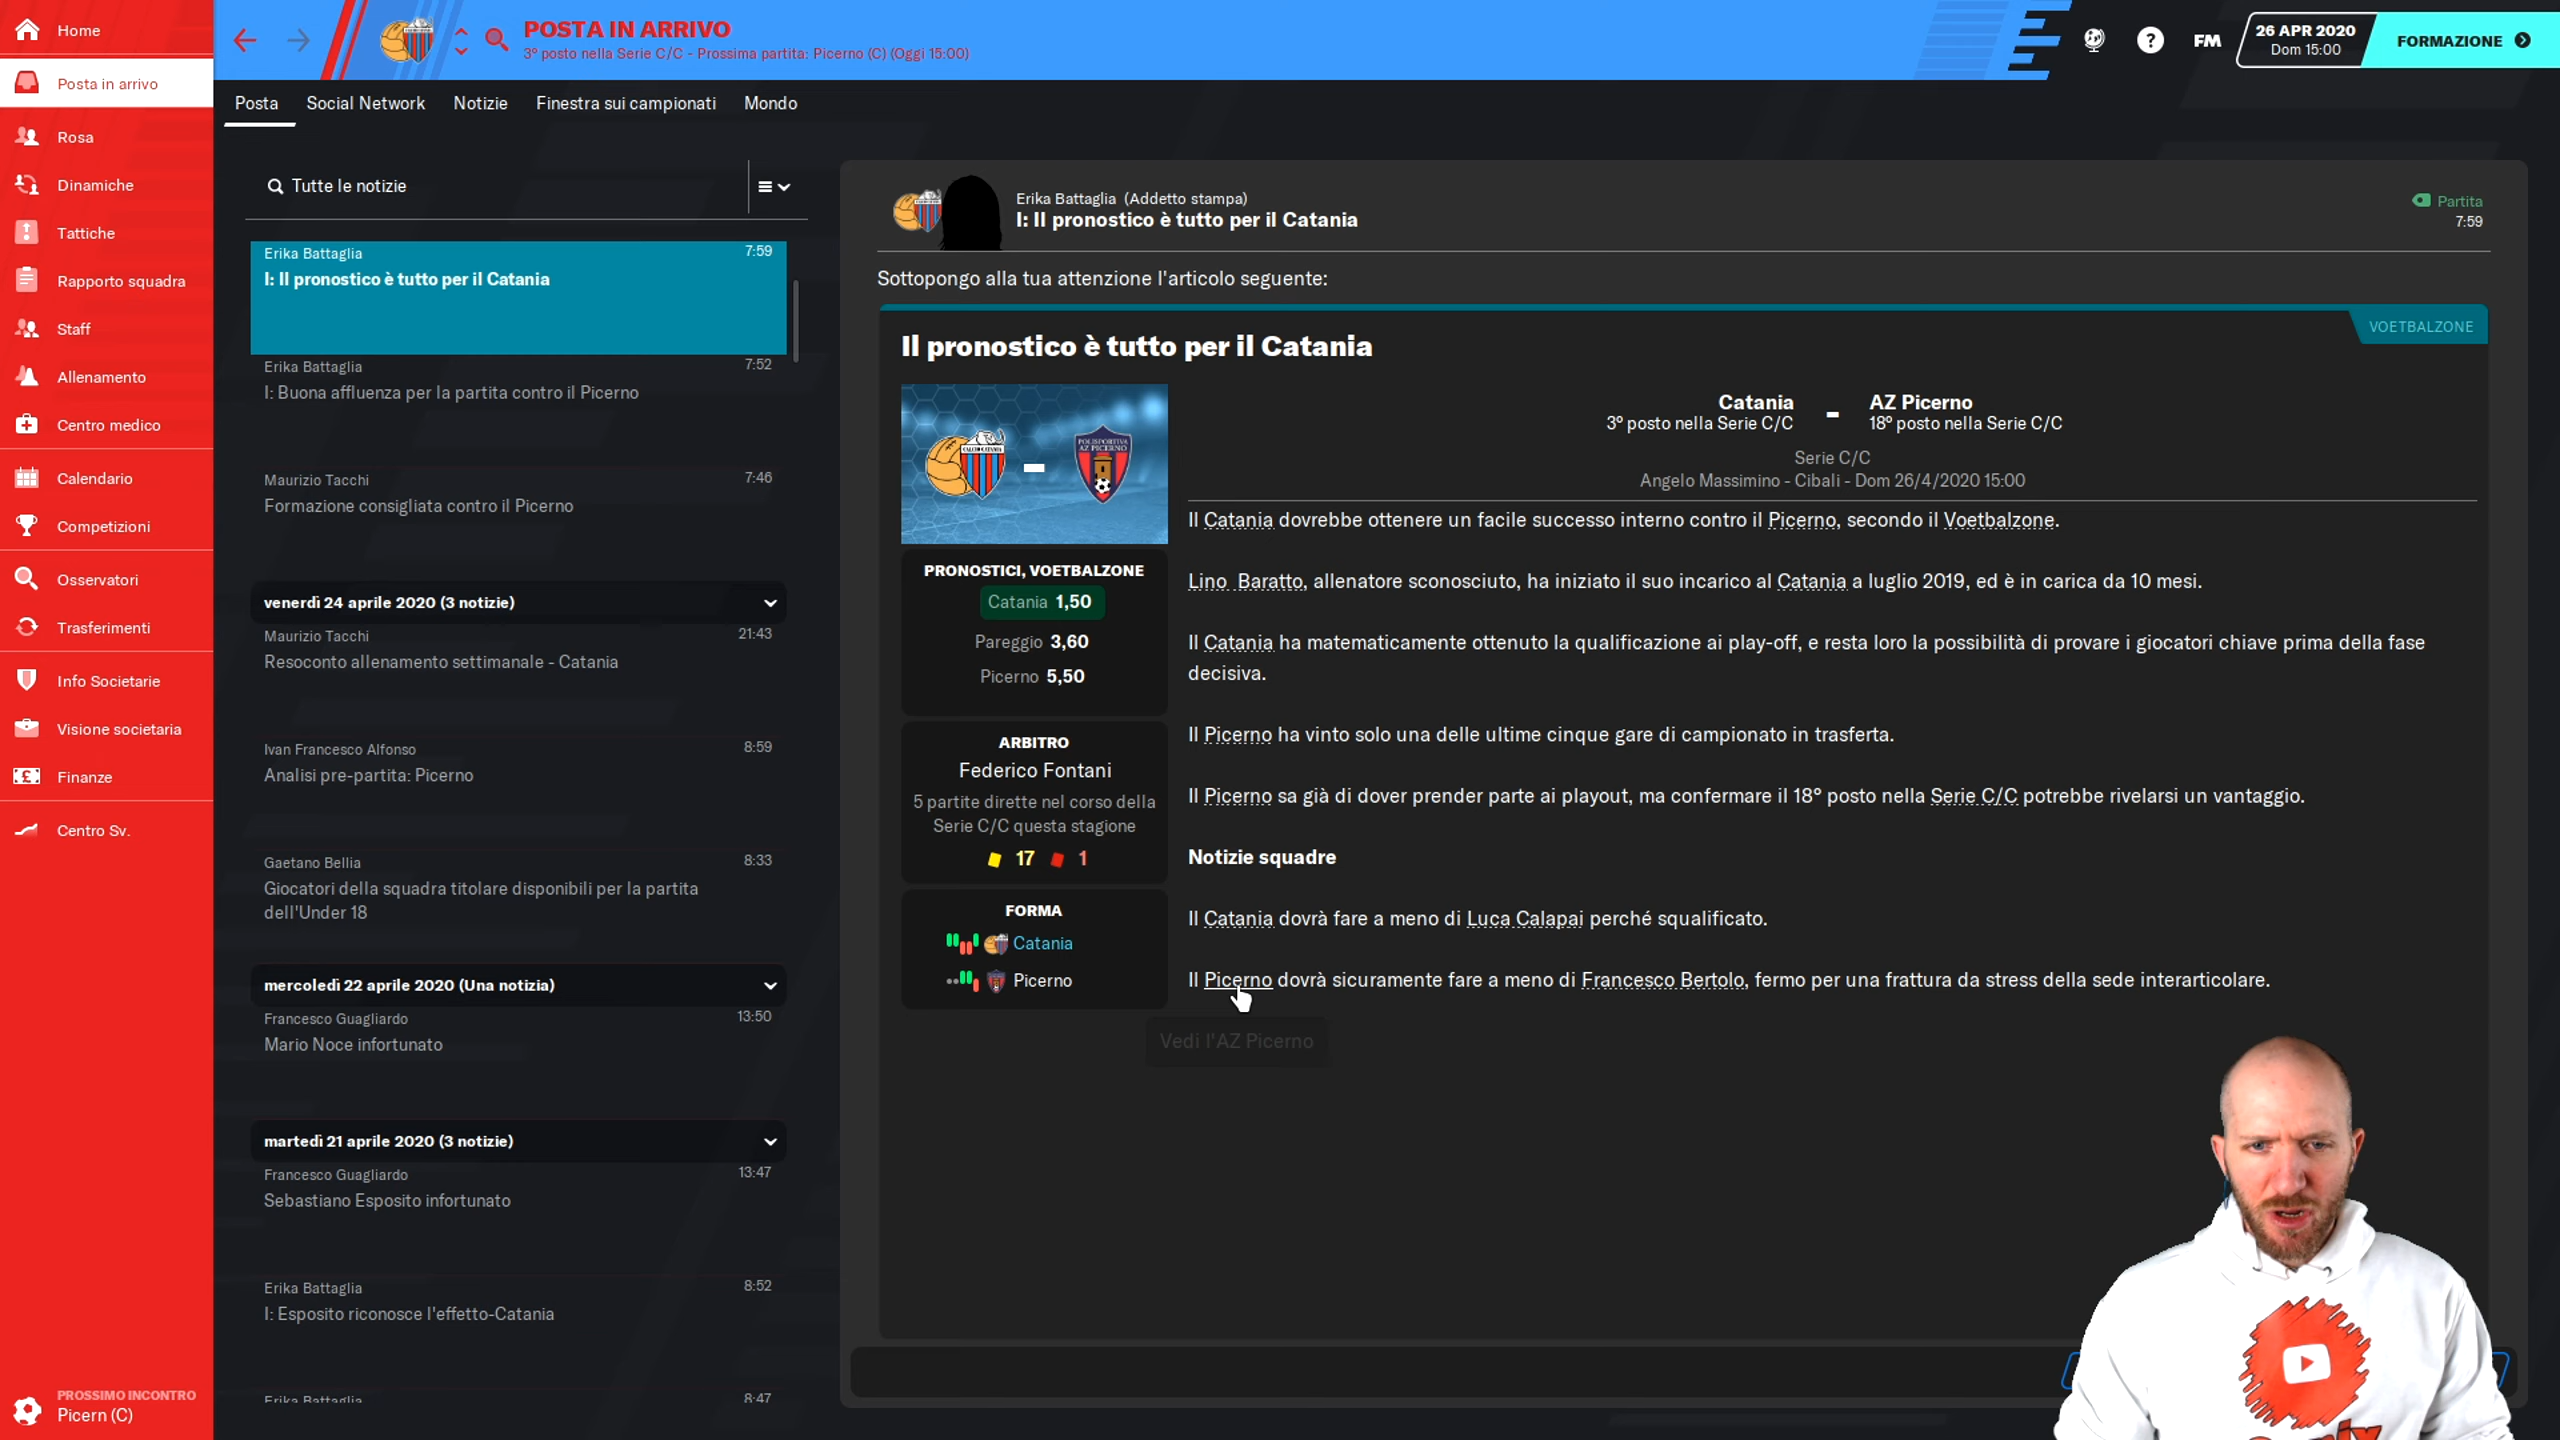 Home
Posta in arrivo
Rosa
Dinamiche
Tattiche
Rapporto squadra
Staff
Allenamento
Centro medico
Calendario
Competizioni
Osservatori
Trasferimenti
Info Societarie
Visione societaria
Finanze
Centro Sv.
PROSSIMO INCONTRO
Picern (C)
POSTA IN ARRIVO
3° posto nella Serie C/C - Prossima partita: Picerno (C) (Oggi 15:00)
?
FM
26 APR 2020
Dom 15:00
FORMAZIONE
Posta Social Network Notizie Finestra sui campionati Mondo
Tutte le notizie
Erika Battaglia 7:59
I: Il pronostico è tutto per il Catania
Erika Battaglia 7:52
I: Buona affluenza per la partita contro il Picerno
Maurizio Tacchi 7:46
Formazione consigliata contro il Picerno
venerdì 24 aprile 2020 (3 notizie)
Maurizio Tacchi 21:43
Resoconto allenamento settimanale - Catania
Ivan Francesco Alfonso 8:59
Analisi pre-partita: Picerno
Gaetano Bellia 8:33
Giocatori della squadra titolare disponibili per la partita
dell'Under 18
mercoledì 22 aprile 2020 (Una notizia)
Francesco Guagliardo 13:50
Mario Noce infortunato
martedì 21 aprile 2020 (3 notizie)
Francesco Guagliardo 13:47
Sebastiano Esposito infortunato
Erika Battaglia 8:52
I: Esposito riconosce l'effetto-Catania
Erika Battaglia 8:47
Erika Battaglia (Addetto stampa)
I: Il pronostico è tutto per il Catania
Partita
7:59
Sottopongo alla tua attenzione l'articolo seguente:
VOETBALZONE
Il pronostico è tutto per il Catania
CALCIO CATANIA
POLISPORTIVA
AZ PICERNO
Catania - AZ Picerno
3° posto nella Serie C/C 18° posto nella Serie C/C
Serie C/C
Angelo Massimino - Cibali - Dom 26/4/2020 15:00
PRONOSTICI, VOETBALZONE
Catania 1,50
Pareggio 3,60
Picerno 5,50
ARBITRO
Federico Fontani
5 partite dirette nel corso della
Serie C/C questa stagione
17 1
FORMA
Catania
Picerno
Il Catania dovrebbe ottenere un facile successo interno contro il Picerno, secondo il Voetbalzone.
Lino Baratto, allenatore sconosciuto, ha iniziato il suo incarico al Catania a luglio 2019, ed è in carica da 10 mesi.
Il Catania ha matematicamente ottenuto la qualificazione ai play-off, e resta loro la possibilità di provare i giocatori chiave prima della fase
decisiva.
Il Picerno ha vinto solo una delle ultime cinque gare di campionato in trasferta.
Il Picerno sa già di dover prender parte ai playout, ma confermare il 18° posto nella Serie C/C potrebbe rivelarsi un vantaggio.
Notizie squadre
Il Catania dovrà fare a meno di Luca Calapai perché squalificato.
Il Picerno dovrà sicuramente fare a meno di Francesco Bertolo, fermo per una frattura da stress della sede interarticolare.
Vedi l'AZ Picerno